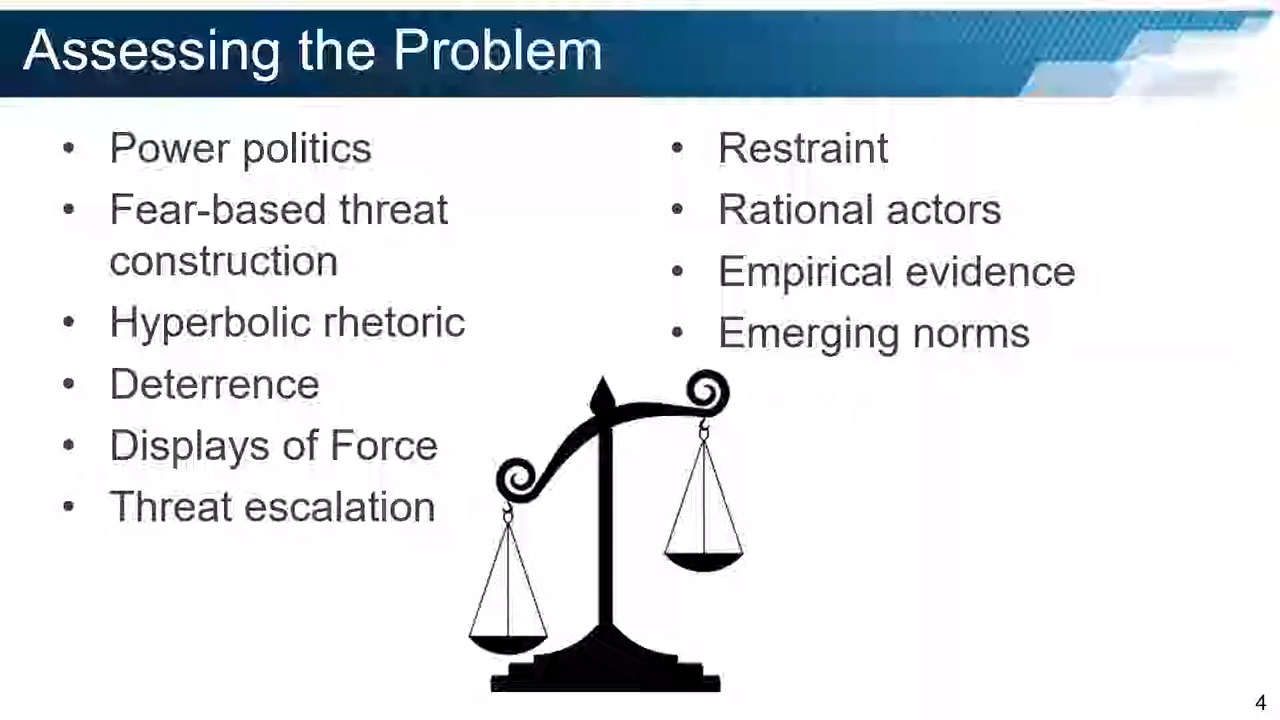 Assessing the Problem
• Power politics
• Fear-based threat
construction
• Hyperbolic rhetoric
• Deterrence
• Displays of Force
• Threat escalation
• Restraint
• Rational actors
• Empirical evidence
• Emerging norms
4